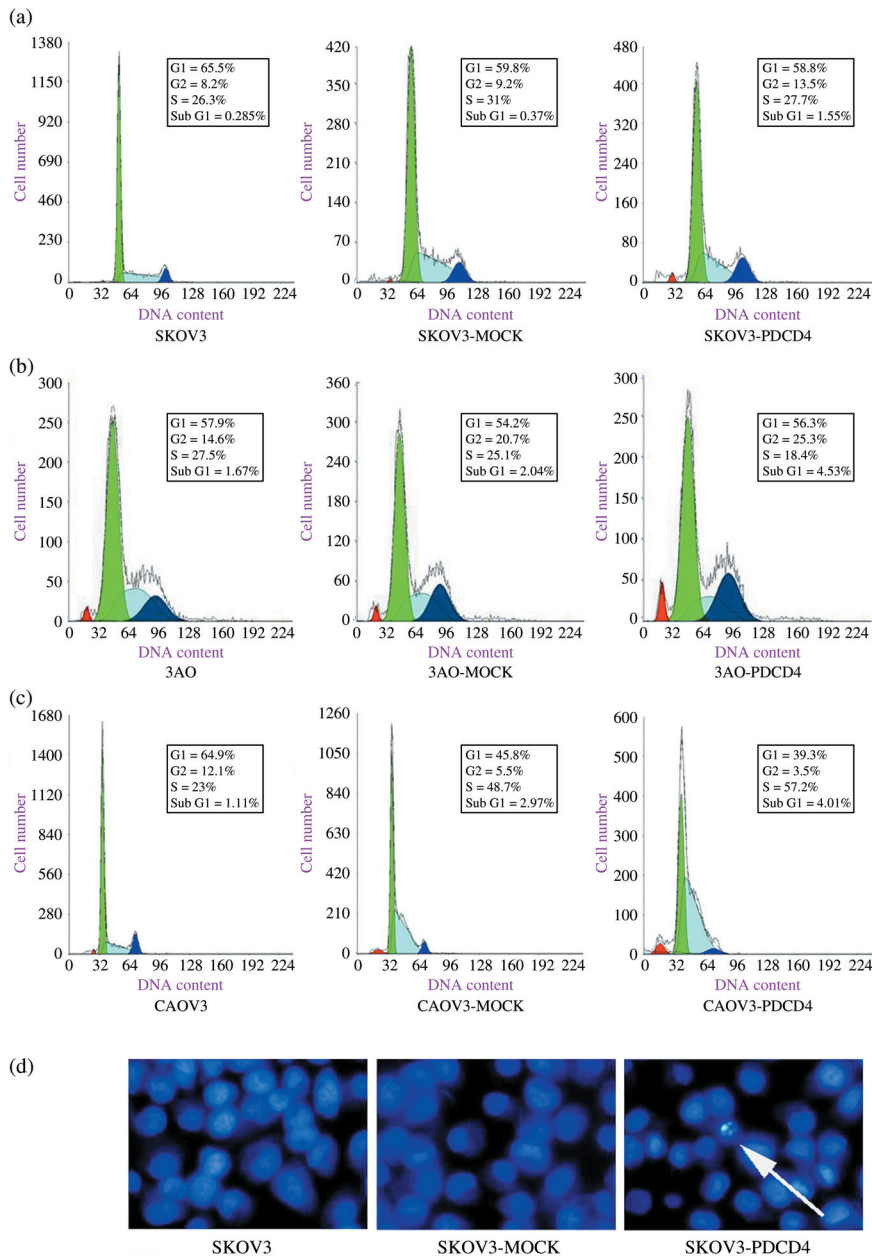 (a)
1380
1150
920
690
460
230
0
Cell number
G1 = 65.5%
G2 = 8.2%
S = 26.3%
Sub G1 = 0.285%
0 32 64 96 128 160 192 224
DNA content
SKOV3
420
350
280
210
140
70
0
Cell number
G1 = 59.8%
G2 = 9.2%
S = 31%
Sub G1 = 0.37%
0 32 64 96 128 160 192 224
DNA content
SKOV3-MOCK
480
400
320
240
160
80
0
Cell number
G1 = 58.8%
G2 = 13.5%
S = 27.7%
Sub G1 = 1.55%
0 32 64 96 128 160 192 224
DNA content
SKOV3-PDCD4
(b)
300
250
200
150
100
50
0
Cell number
G1 = 57.9%
G2 = 14.6%
S = 27.5%
Sub G1 = 1.67%
0 32 64 96 128 160 192 224
DNA content
3AO
360
300
240
180
120
60
0
Cell number
G1 = 54.2%
G2 = 20.7%
S = 25.1%
Sub G1 = 2.04%
0 32 64 96 128 160 192 224
DNA content
3AO-MOCK
300
250
200
150
100
50
0
Cell number
G1 = 56.3%
G2 = 25.3%
S = 18.4%
Sub G1 = 4.53%
0 32 64 96 128 160 192 224
DNA content
3AO-PDCD4
(c)
1680
1400
1120
840
560
280
0
Cell number
G1 = 64.9%
G2 = 12.1%
S = 23%
Sub G1 = 1.11%
0 32 64 96 128 160 192 224
DNA content
CAOV3
1260
1050
840
630
420
210
0
Cell number
G1 = 45.8%
G2 = 5.5%
S = 48.7%
Sub G1 = 2.97%
0 32 64 96 128 160 192 224
DNA content
CAOV3-MOCK
600
500
400
300
200
100
0
Cell number
G1 = 39.3%
G2 = 3.5%
S = 57.2%
Sub G1 = 4.01%
0 32 64 96 128 160 192 224
DNA content
CAOV3-PDCD4
(d)
SKOV3
SKOV3-MOCK
SKOV3-PDCD4